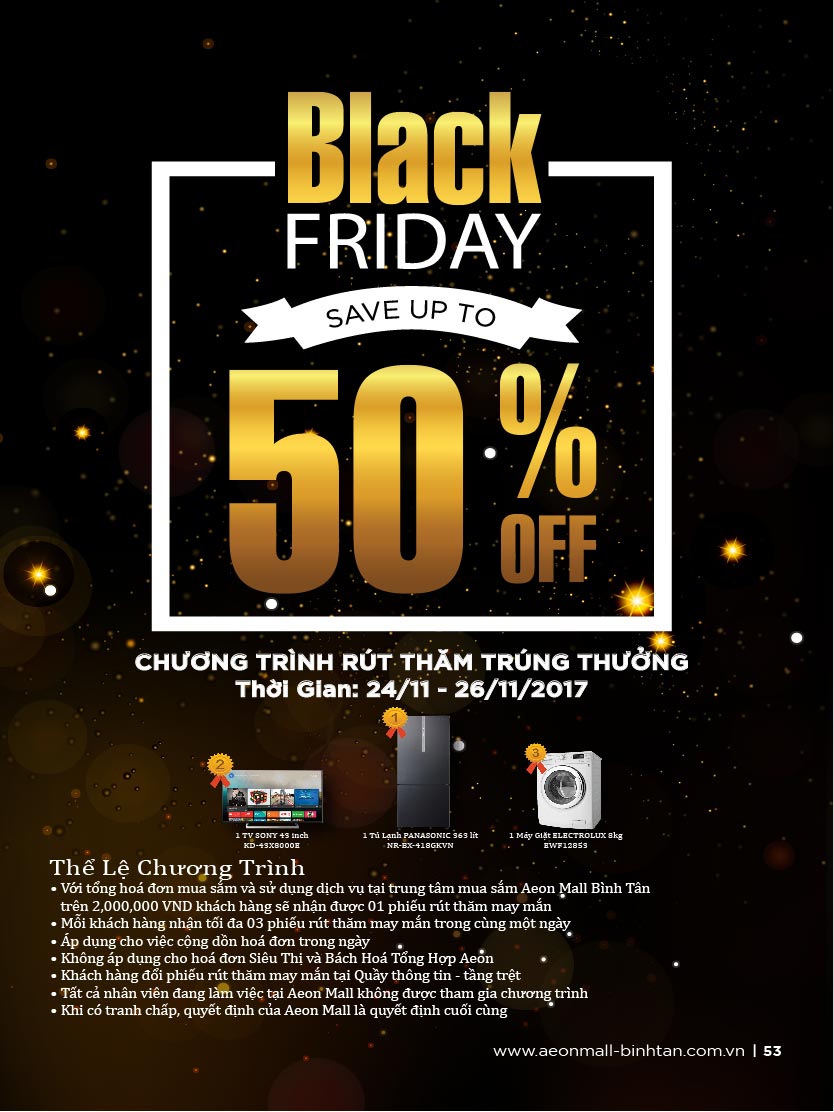 Black
FRIDAY
SAVE UP TO
50%
OFF
CHƯƠNG TRÌNH RÚT THĂM TRÚNG THƯỞNG
Thời Gian: 24/11 - 26/11/2017
2
1
3
1 TV SONY 43 inch
KD-43X8000E
1 Tủ Lạnh PANASONIC 363 lít
NR-BX-418GKVN
1 Máy Giặt ELECTROLUX 8kg
EWF12853
Thể Lệ Chương Trình
• Với tổng hoá đơn mua sắm và sử dụng dịch vụ tại trung tâm mua sắm Aeon Mall Bình Tân
trên 2,000,000 VND khách hàng sẽ nhận được 01 phiếu rút thăm may mắn
• Mỗi khách hàng nhận tối đa 03 phiếu rút thăm may mắn trong cùng một ngày
• Áp dụng cho việc cộng dồn hoá đơn trong ngày
• Không áp dụng cho hoá đơn Siêu Thị và Bách Hoá Tổng Hợp Aeon
• Khách hàng đổi phiếu rút thăm may mắn tại Quầy thông tin - tầng trệt
• Tất cả nhân viên đang làm việc tại Aeon Mall không được tham gia chương trình
• Khi có tranh chấp, quyết định của Aeon Mall là quyết định cuối cùng
www.aeonmall-binhtan.com.vn | 53